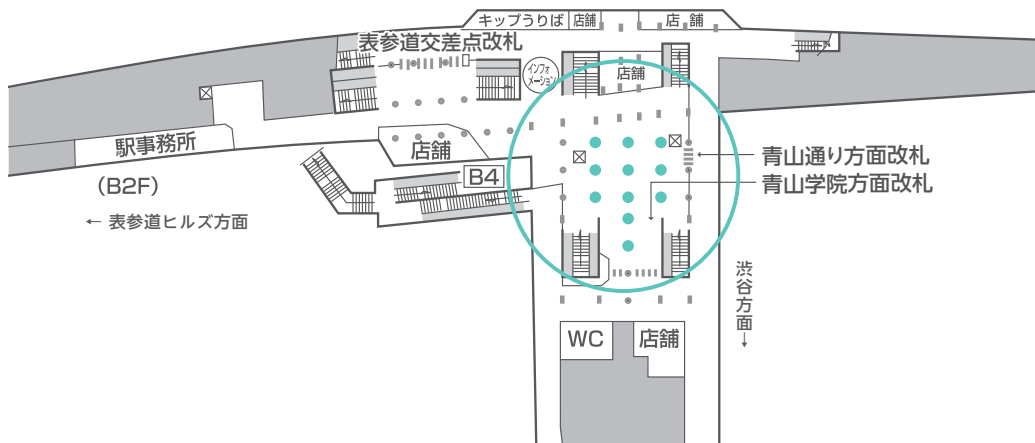 キップうりば
店舗
店舗
表参道交差点改札
インフォ
メーション
店舗
駅事務所
店舗
青山通り方面改札
(B2F)
B4
青山学院方面改札
← 表参道ヒルズ方面
渋谷方面→
WC
店舗